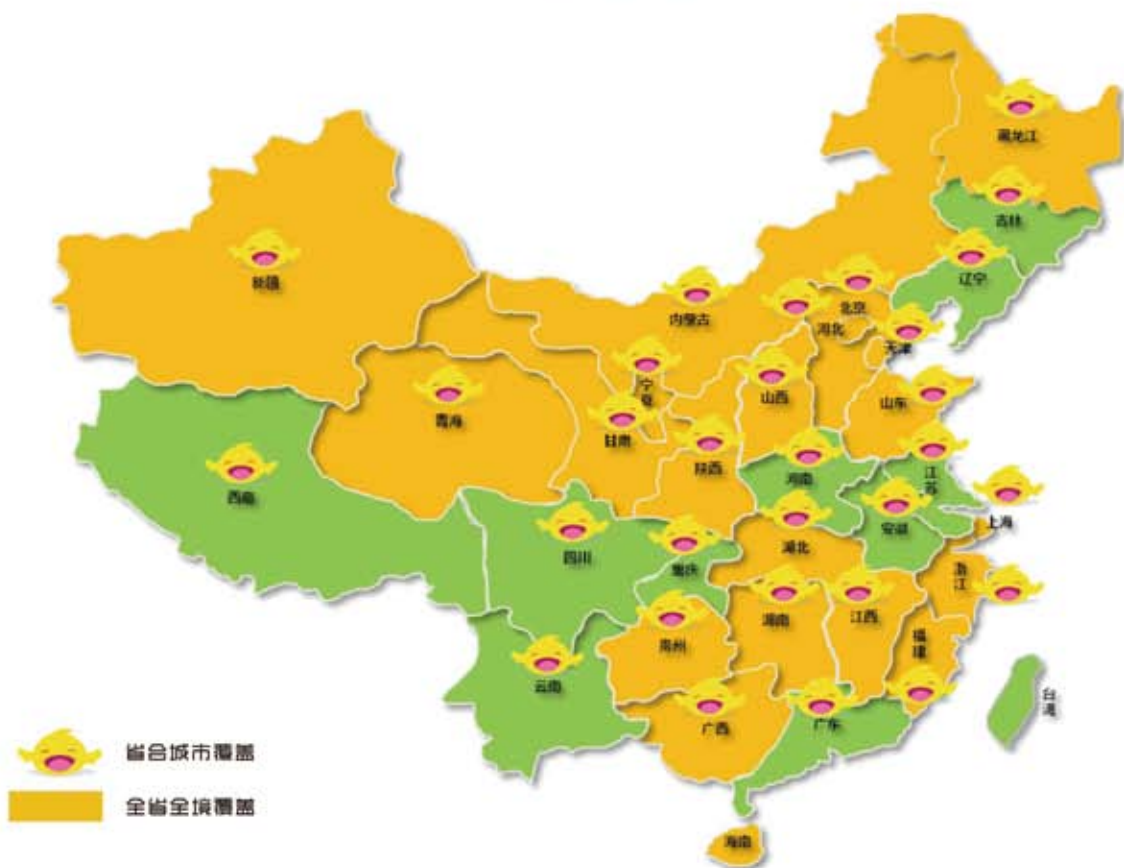 黑龙江
吉林
辽宁
新疆
内蒙古
北京
河北
天津
宁夏
山西
山东
青海
甘肃
陕西
河南
江苏
西藏
安徽
上海
四川
湖北
重庆
浙江
湖南
江西
贵州
福建
云南
广西
广东
台湾
省会城市覆盖
全省全境覆盖
海南